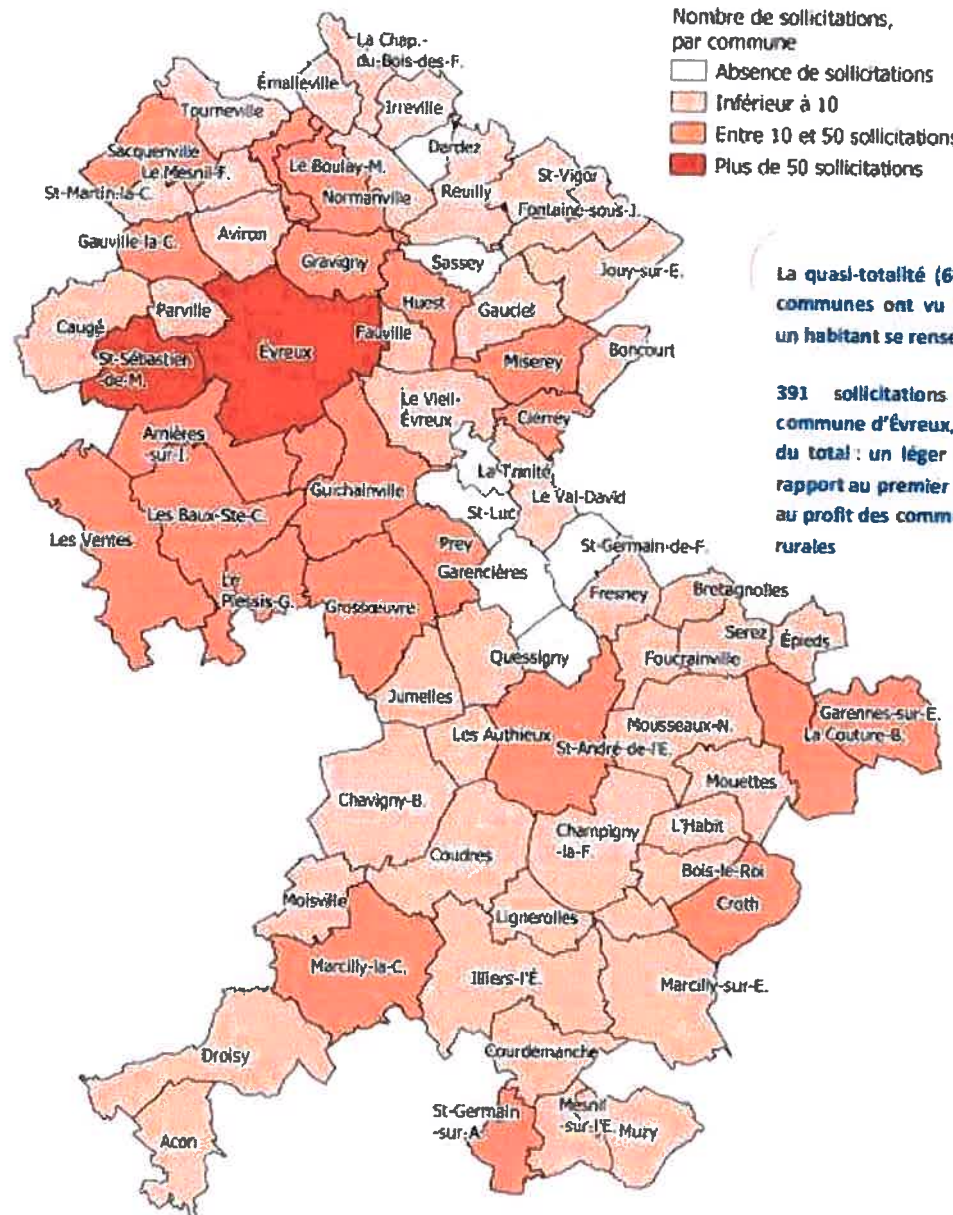 Nombre de sollicitations,
par commune
Absence de sollicitations
Inférieur à 10
Entre 10 et 50 sollicitations
Plus de 50 sollicitations
La Chap.-
du-Bois-des-F.
Émalleville
Irreville
Tourneville
Dardez
Sacquenville
Le Boulay-M.
St-Vigor
Le Mesnil-F.
Reuilly
St-Martin-la-C.
Normanville
Fontaine-sous-J.
Aviron
Gauville-la-C.
Sassey
Gravigny
Jouy-sur-E.
Huest
Gauciel
Parville
Caugé
Fauville
Boncourt
St-Sébastien
-de-M.
Évreux
Miserey
Le Vieil-
Évreux
Cierrey
Arnières
-sur-I.
La Trinité
Guichainville
Le Val-David
Les Baux-Ste-C.
St-Luc
Les Ventes
Prey
St-Germain-de-F.
Garencières
Le
Plessis-G.
Fresney
Bretagnolles
Grossœuvre
Serez
Épieds
Quessigny
Foucrainville
Jumelles
Garennes-sur-E.
Mousseaux-N.
La Couture-B.
Les Authieux
St-André-de-l'E.
Mouettes
Chavigny-B.
L'Habit
Champigny
-la-F.
Coudres
Bois-le-Roi
Moisville
Croth
Lignerolles
Marcilly-la-C.
Illiers-l'É.
Marcilly-sur-E.
Courdemanche
Droisy
St-Germain
-sur-A
Mesnil
-sur-l'E.
Muzy
Acon
La quasi-totalité (6
communes ont vu
un habitant se rense
391 sollicitations
commune d'Évreux,
du total : un léger
rapport au premier
au profit des comm
rurales